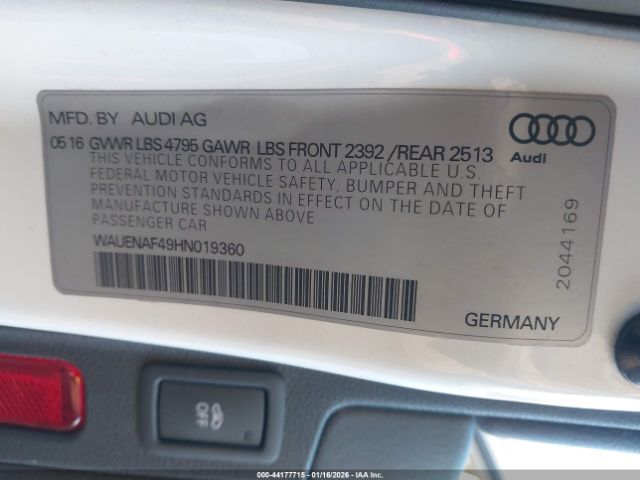 MFD. BY AUDI AG
05 16 GVWR LBS 4795 GAWR LBS FRONT 2392 /REAR 2513
THIS VEHICLE CONFORMS TO ALL APPLICABLE U.S.
FEDERAL MOTOR VEHICLE SAFETY, BUMPER AND THEFT
PREVENTION STANDARDS IN EFFECT ON THE DATE OF
MANUFACTURE SHOWN ABOVE
PASSENGER CAR
WAUENAF49HN019360
Audi
2044169
GERMANY
OFF
000-44177715 - 01/16/2026 - IAAI, Inc.